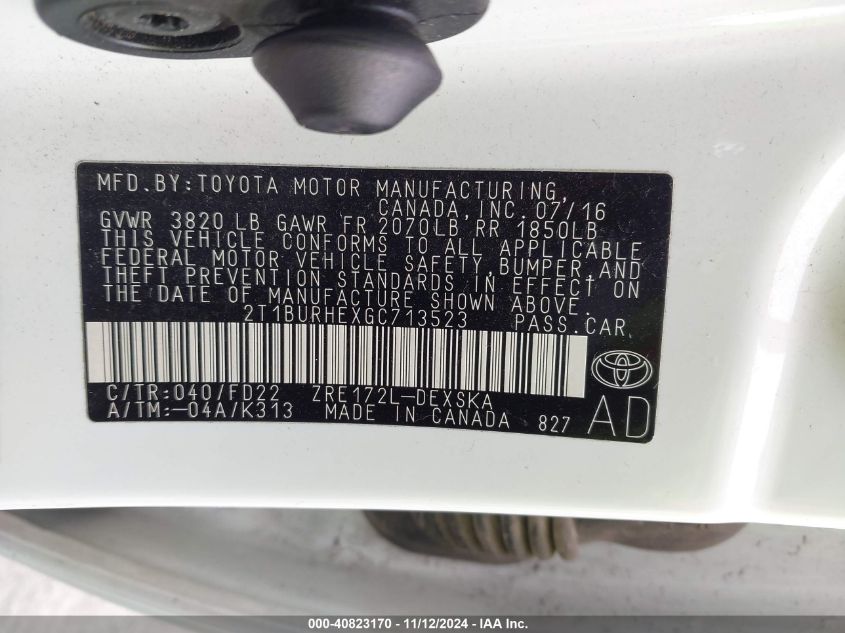 MFD.BY:TOYOTA MOTOR MANUFACTURING,
CANADA,INC. 07/16
GVWR 3820 LB GAWR FR 2070LB, RR 1850LB
THIS VEHICLE CONFORMS TO ALL APPLICABLE
FEDERAL MOTOR VEHICLE SAFETY,BUMPER,AND
THEFT PREVENTION STANDARDS IN EFFECT ON
THE DATE OF MANUFACTURE SHOWN ABOVE.
2T1BURHEXGC713523 PASS.CAR
C/TR:040/FD22 ZRE172L-DEXSKA
A/TM:-04A/K313 MADE IN CANADA 827 AD
000-40823170 - 11/12/2024 - IAA Inc.